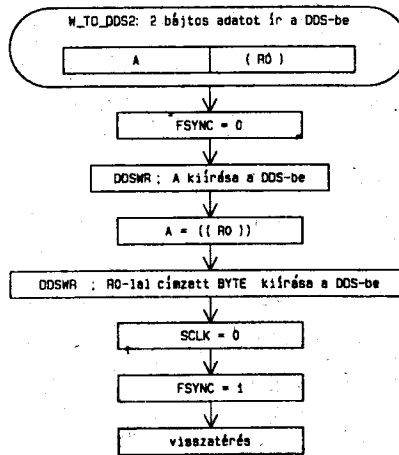 W_TO_DDS2: 2 bájtos adatot ír a DDS-be
A ( R0 )
FSYNC = 0
DDSWR ; A kiírása a DDS-be
A = (( R0 ))
DDSWR ; R0-lal címzett BYTE kiírása a DDS-be
SCLK = 0
FSYNC = 1
visszatérés